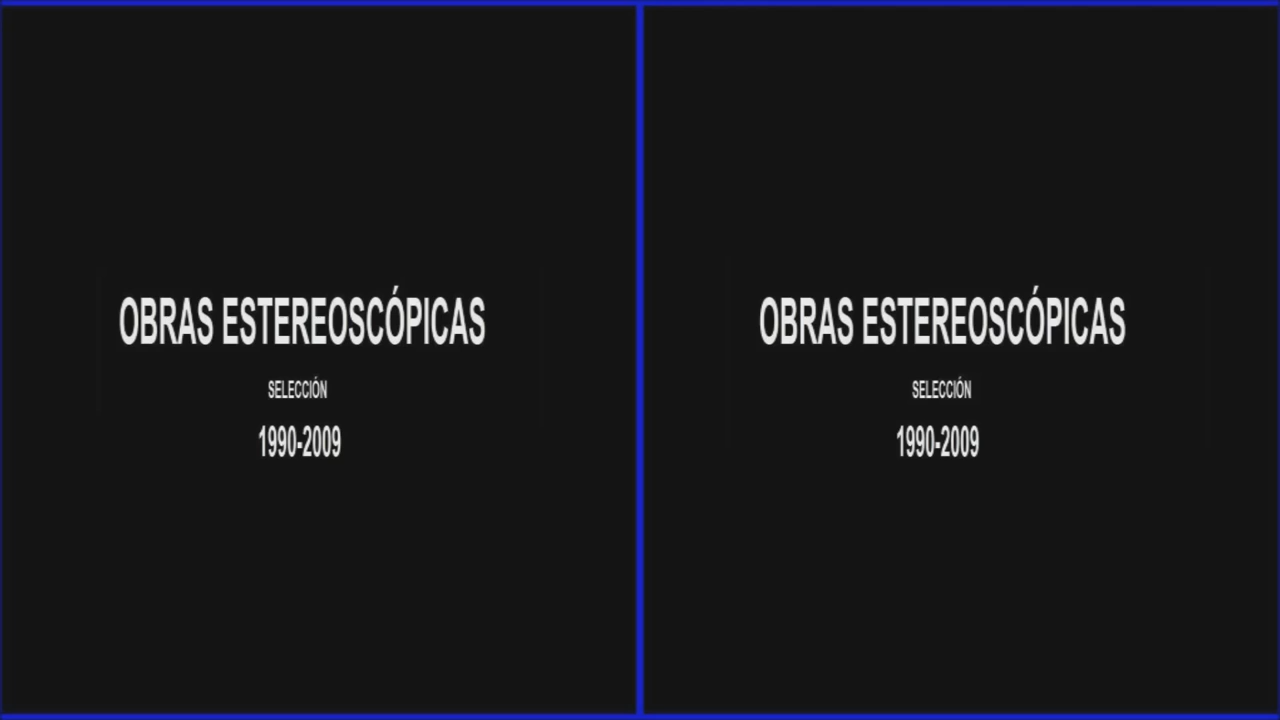 OBRAS ESTEREOSCÓPICAS
SELECCIÓN
1990-2009
OBRAS ESTEREOSCÓPICAS
SELECCIÓN
1990-2009